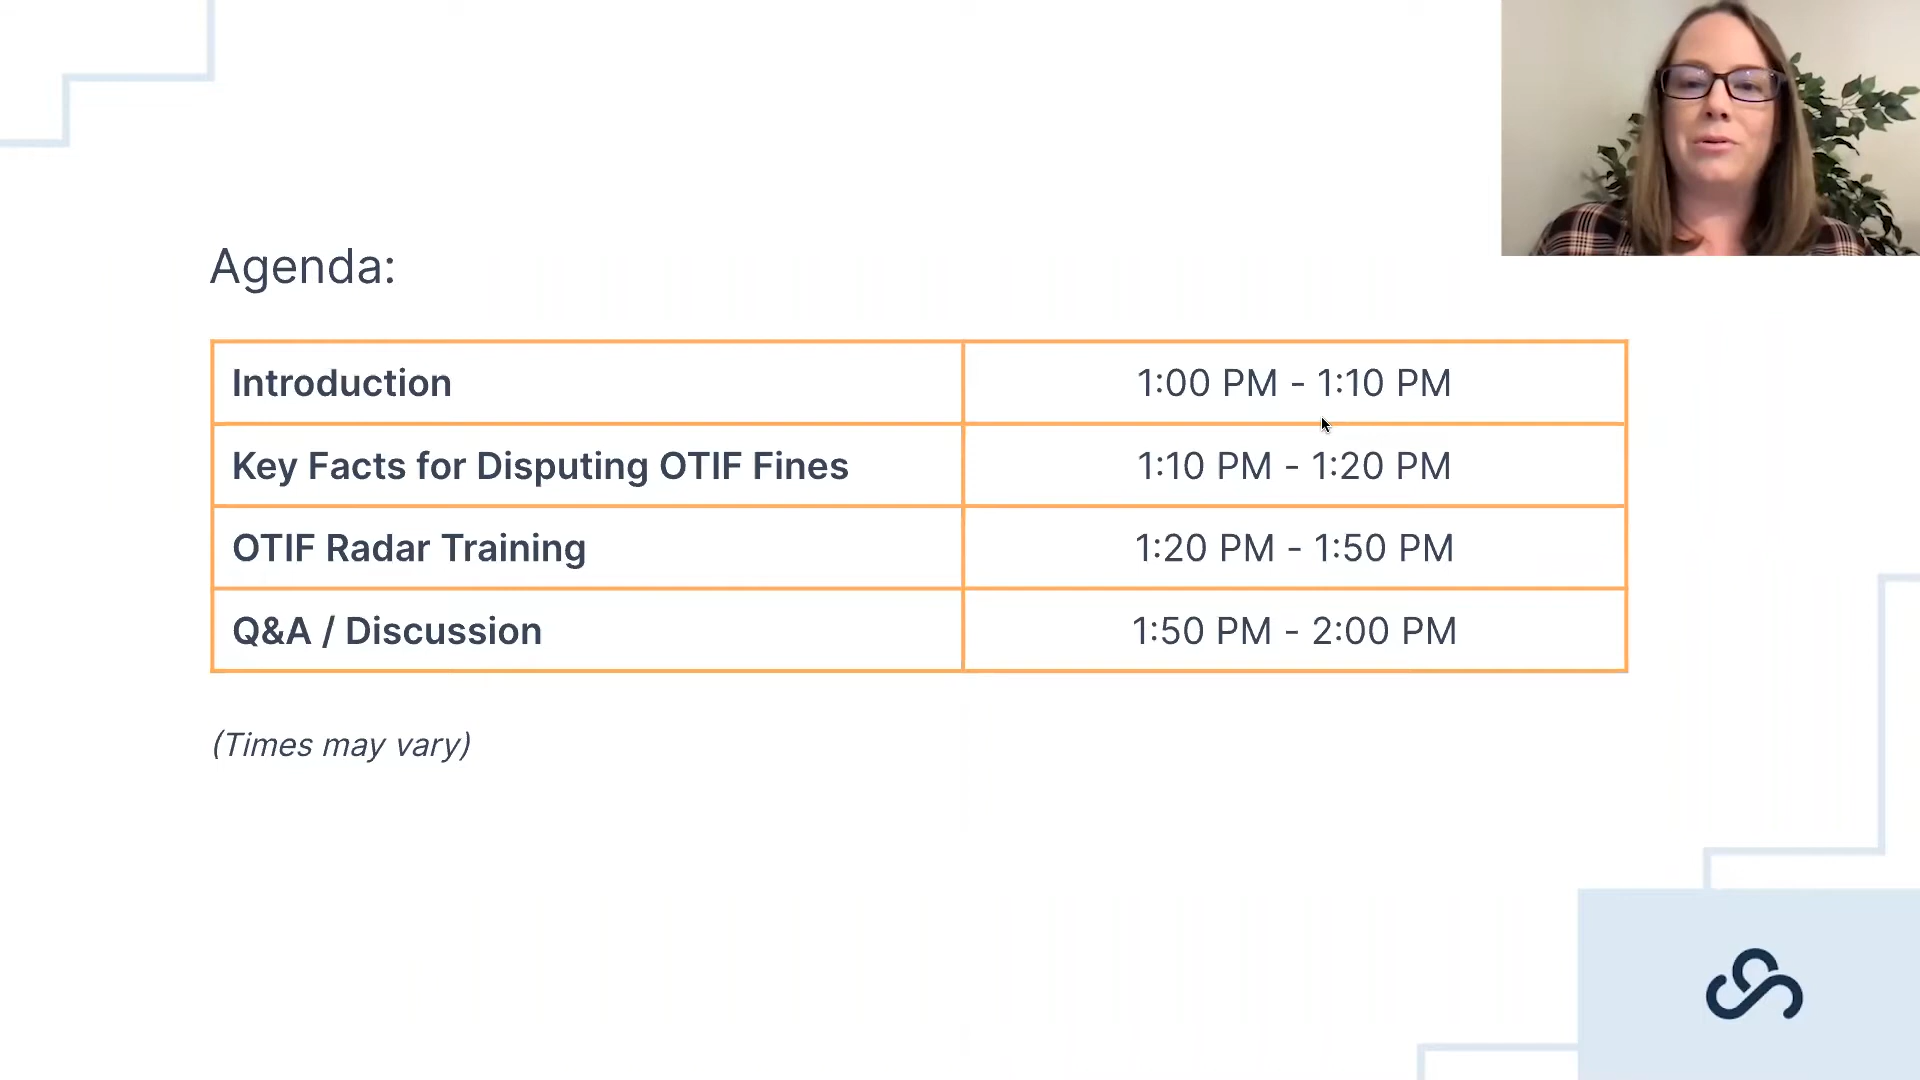 Agenda:
Introduction 1:00 PM - 1:10 PM
Key Facts for Disputing OTIF Fines 1:10 PM - 1:20 PM
OTIF Radar Training 1:20 PM - 1:50 PM
Q&A / Discussion 1:50 PM - 2:00 PM
(Times may vary)